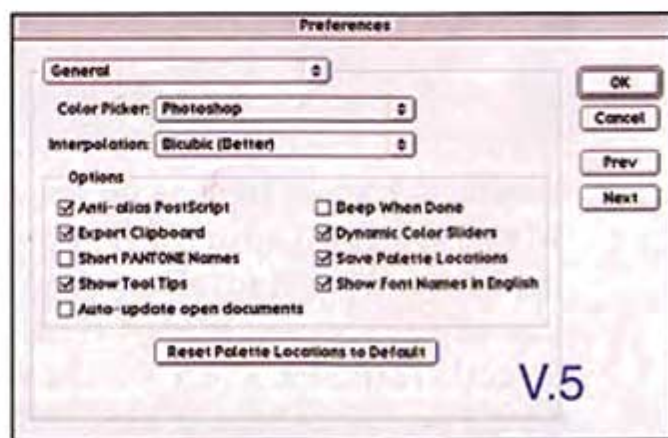 Preferences
General
OK
Color Picker: Photoshop
Cancel
Interpolation: Bicubic (Better)
Prev
Options
Next
Anti-alias PostScript
Beep When Done
Export Clipboard
Dynamic Color Sliders
Short PANTONE Names
Save Palette Locations
Show Tool Tips
Show Font Names in English
Auto-update open documents
Reset Palette Locations to Default
V.5